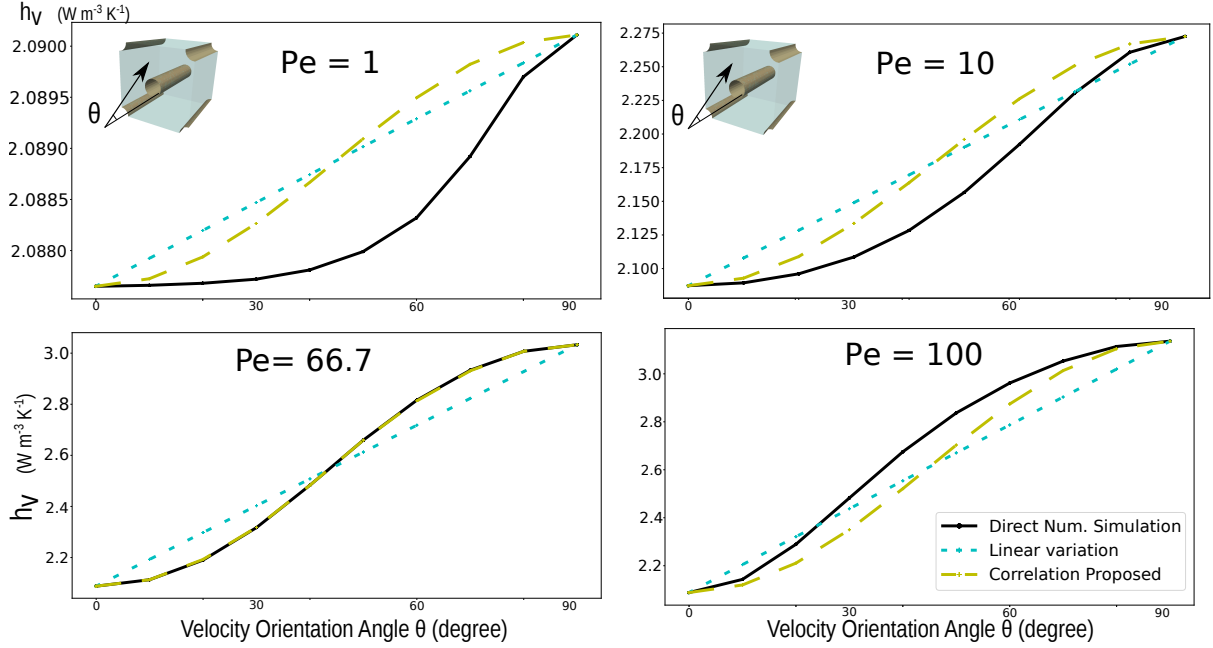 hv (W m-3 K-1)
Pe = 1
θ
2.0900
2.0895
2.0890
2.0885
2.0880
0 30 60 90
Pe = 10
θ
2.275
2.250
2.225
2.200
2.175
2.150
2.125
2.100
0 30 60 90
Pe= 66.7
hv (W m-3 K-1)
3.0
2.8
2.6
2.4
2.2
0 30 60 90
Velocity Orientation Angle θ (degree)
Pe = 100
3.0
2.8
2.6
2.4
2.2
Direct Num. Simulation
Linear variation
Correlation Proposed
0 30 60 90
Velocity Orientation Angle θ (degree)